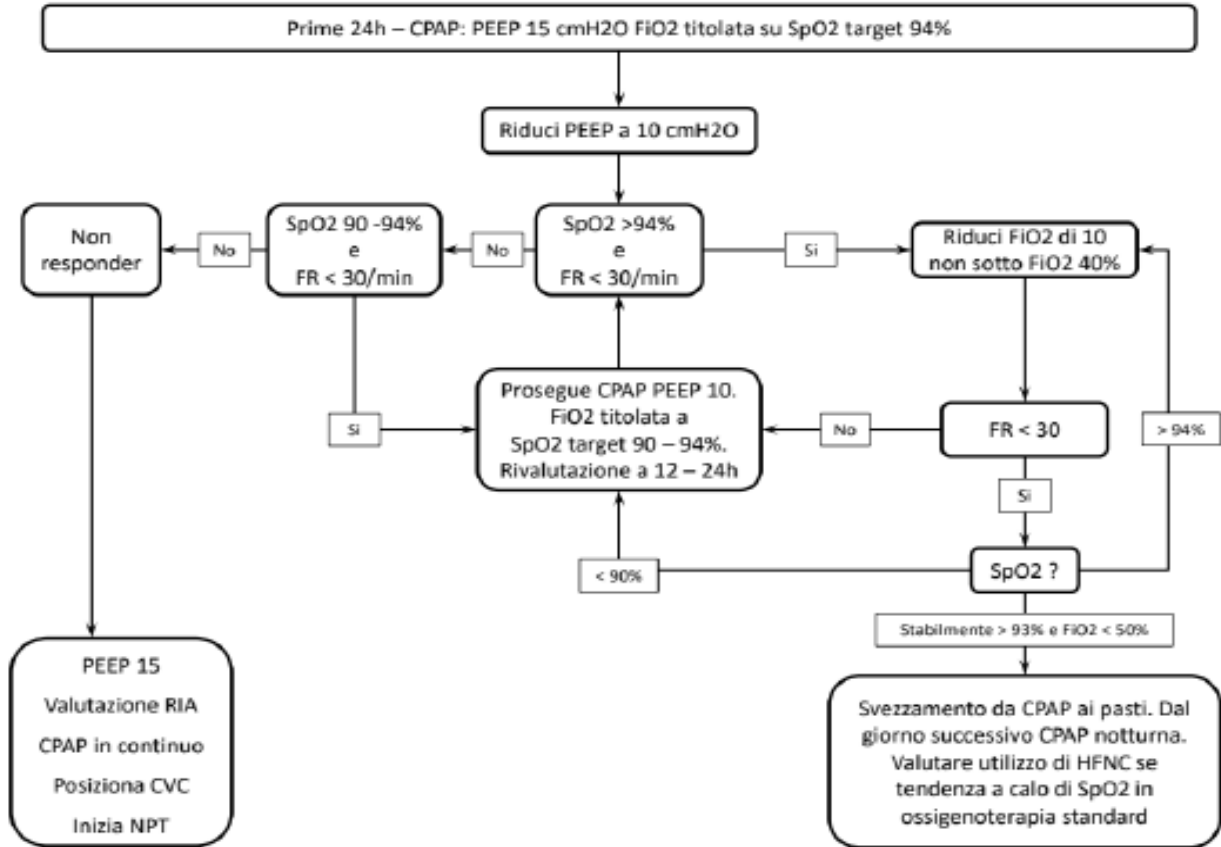 Prime 24h – CPAP: PEEP 15 cmH2O FiO2 titolata su SpO2 target 94%
Riduci PEEP a 10 cmH2O
Non
responder
No
SpO2 90 -94%
e
FR < 30/min
No
SpO2 >94%
e
FR < 30/min
Si
Riduci FiO2 di 10
non sotto FiO2 40%
Si
Prosegue CPAP PEEP 10.
FiO2 titolata a
SpO2 target 90 – 94%.
Rivalutazione a 12 – 24h
No
FR < 30
> 94%
Si
< 90%
SpO2 ?
Stabilmente > 93% e FiO2 < 50%
PEEP 15
Valutazione RIA
CPAP in continuo
Posiziona CVC
Inizia NPT
Svezzamento da CPAP ai pasti. Dal
giorno successivo CPAP notturna.
Valutare utilizzo di HFNC se
tendenza a calo di SpO2 in
ossigenoterapia standard